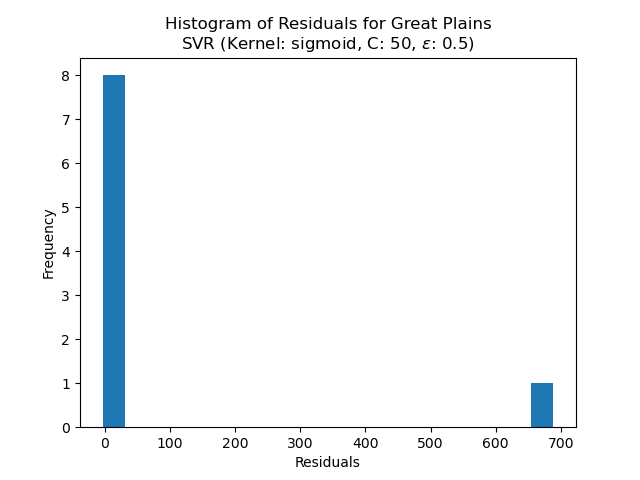 Histogram of Residuals for Great Plains
SVR (Kernel: sigmoid, C: 50, ε: 0.5)
8
7
6
5
4
3
2
1
0
Frequency
0 100 200 300 400 500 600 700
Residuals